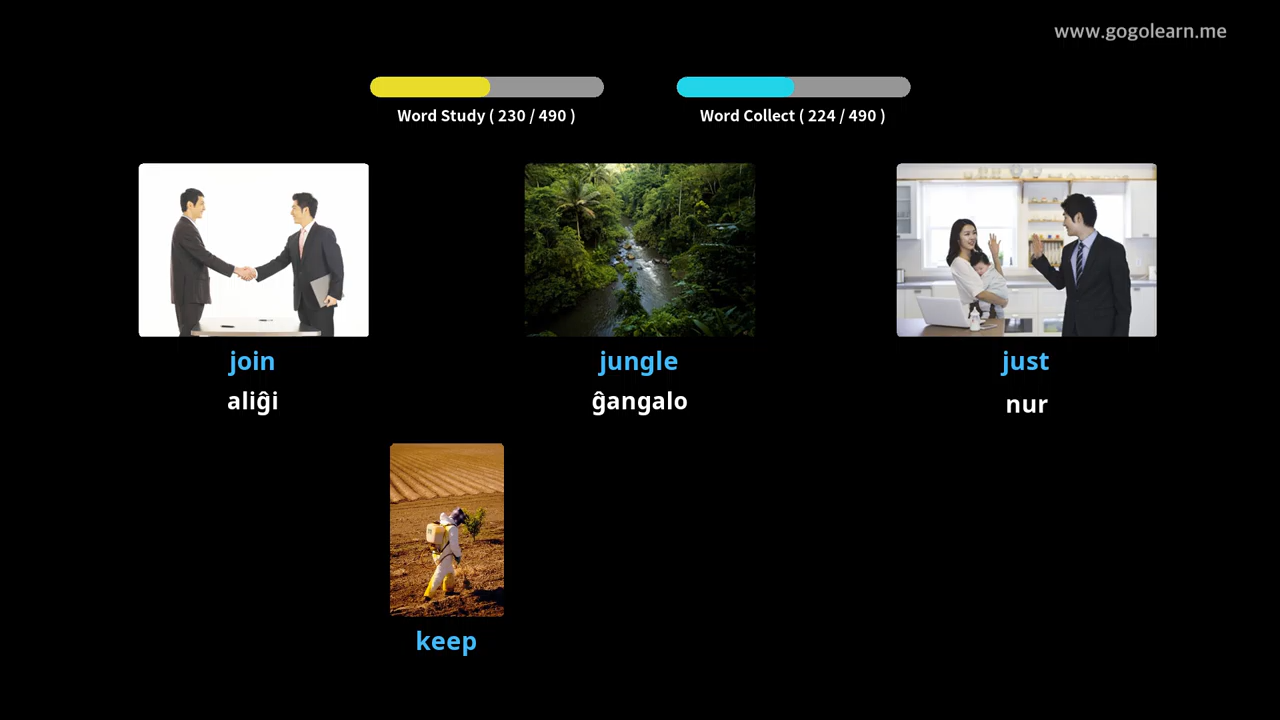 www.gogolearn.me
Word Study ( 230 / 490 )
Word Collect ( 224 / 490 )
join
aliĝi
jungle
ĝangalo
just
nur
keep